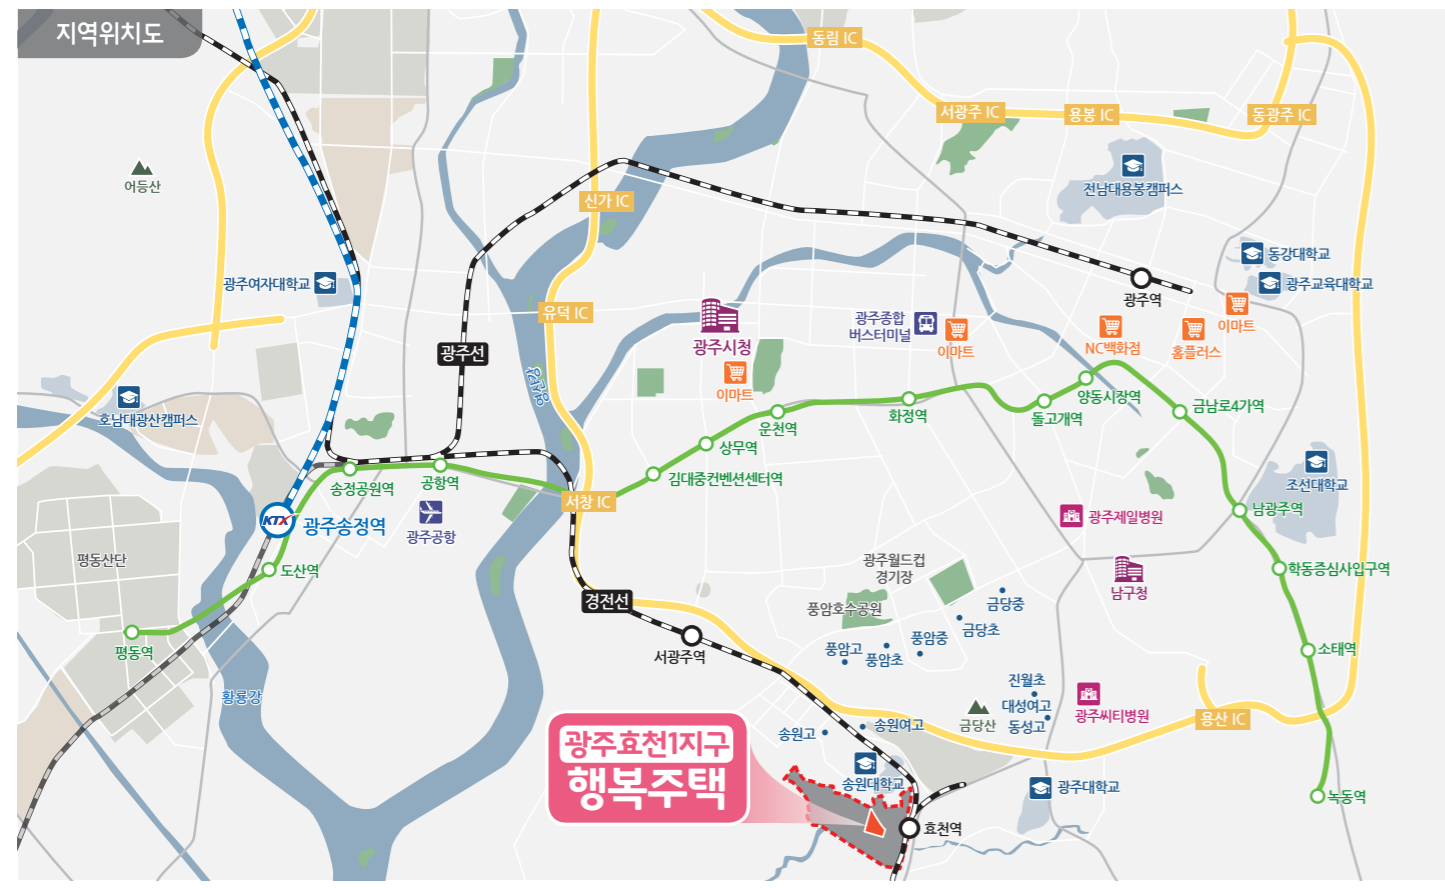 지역위치도
동림 IC
서광주 IC
용봉 IC
동광주 IC
어등산
전남대용봉캠퍼스
신가 IC
동강대학교
광주여자대학교
광주교육대학교
광주역
유덕 IC
이마트
광주종합
버스터미널
이마트
광주시청
NC백화점
홈플러스
광주선
이마트
호남대광산캠퍼스
운천역
화정역
돌고개역
양동시장역
금남로4가역
상무역
김대중컨벤션센터역
송정공원역
공항역
조선대학교
서창 IC
남광주역
KTX
광주송정역
광주공항
광주제일병원
평동산단
도산역
광주월드컵
경기장
남구청
학동증심사입구역
경전선
풍암호수공원
금당중
금당초
평동역
서광주역
풍암고
풍암초
풍암중
소태역
황룡강
진월초
대성여고
동성고
광주씨티병원
금당산
용산 IC
송원고
송원여고
광주효천1지구
행복주택
송원대학교
광주대학교
녹동역
효천역